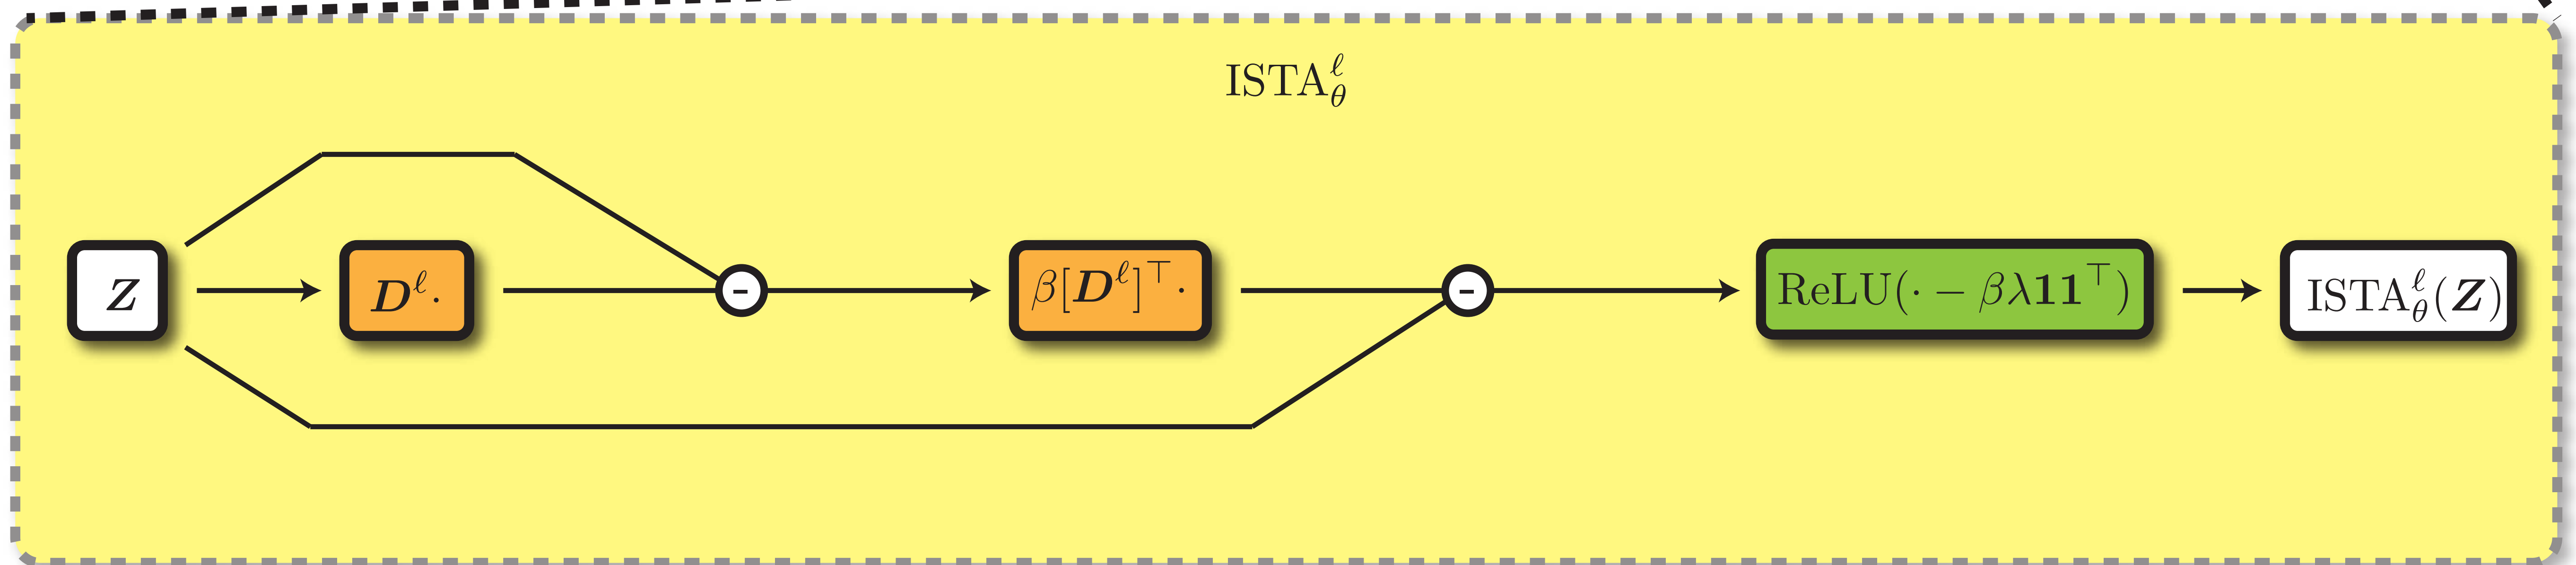 ISTA^ℓ_θ
Z
D^ℓ·
-
β[D^ℓ]^⊤·
-
ReLU(· − βλ11^⊤)
ISTA^ℓ_θ(Z)